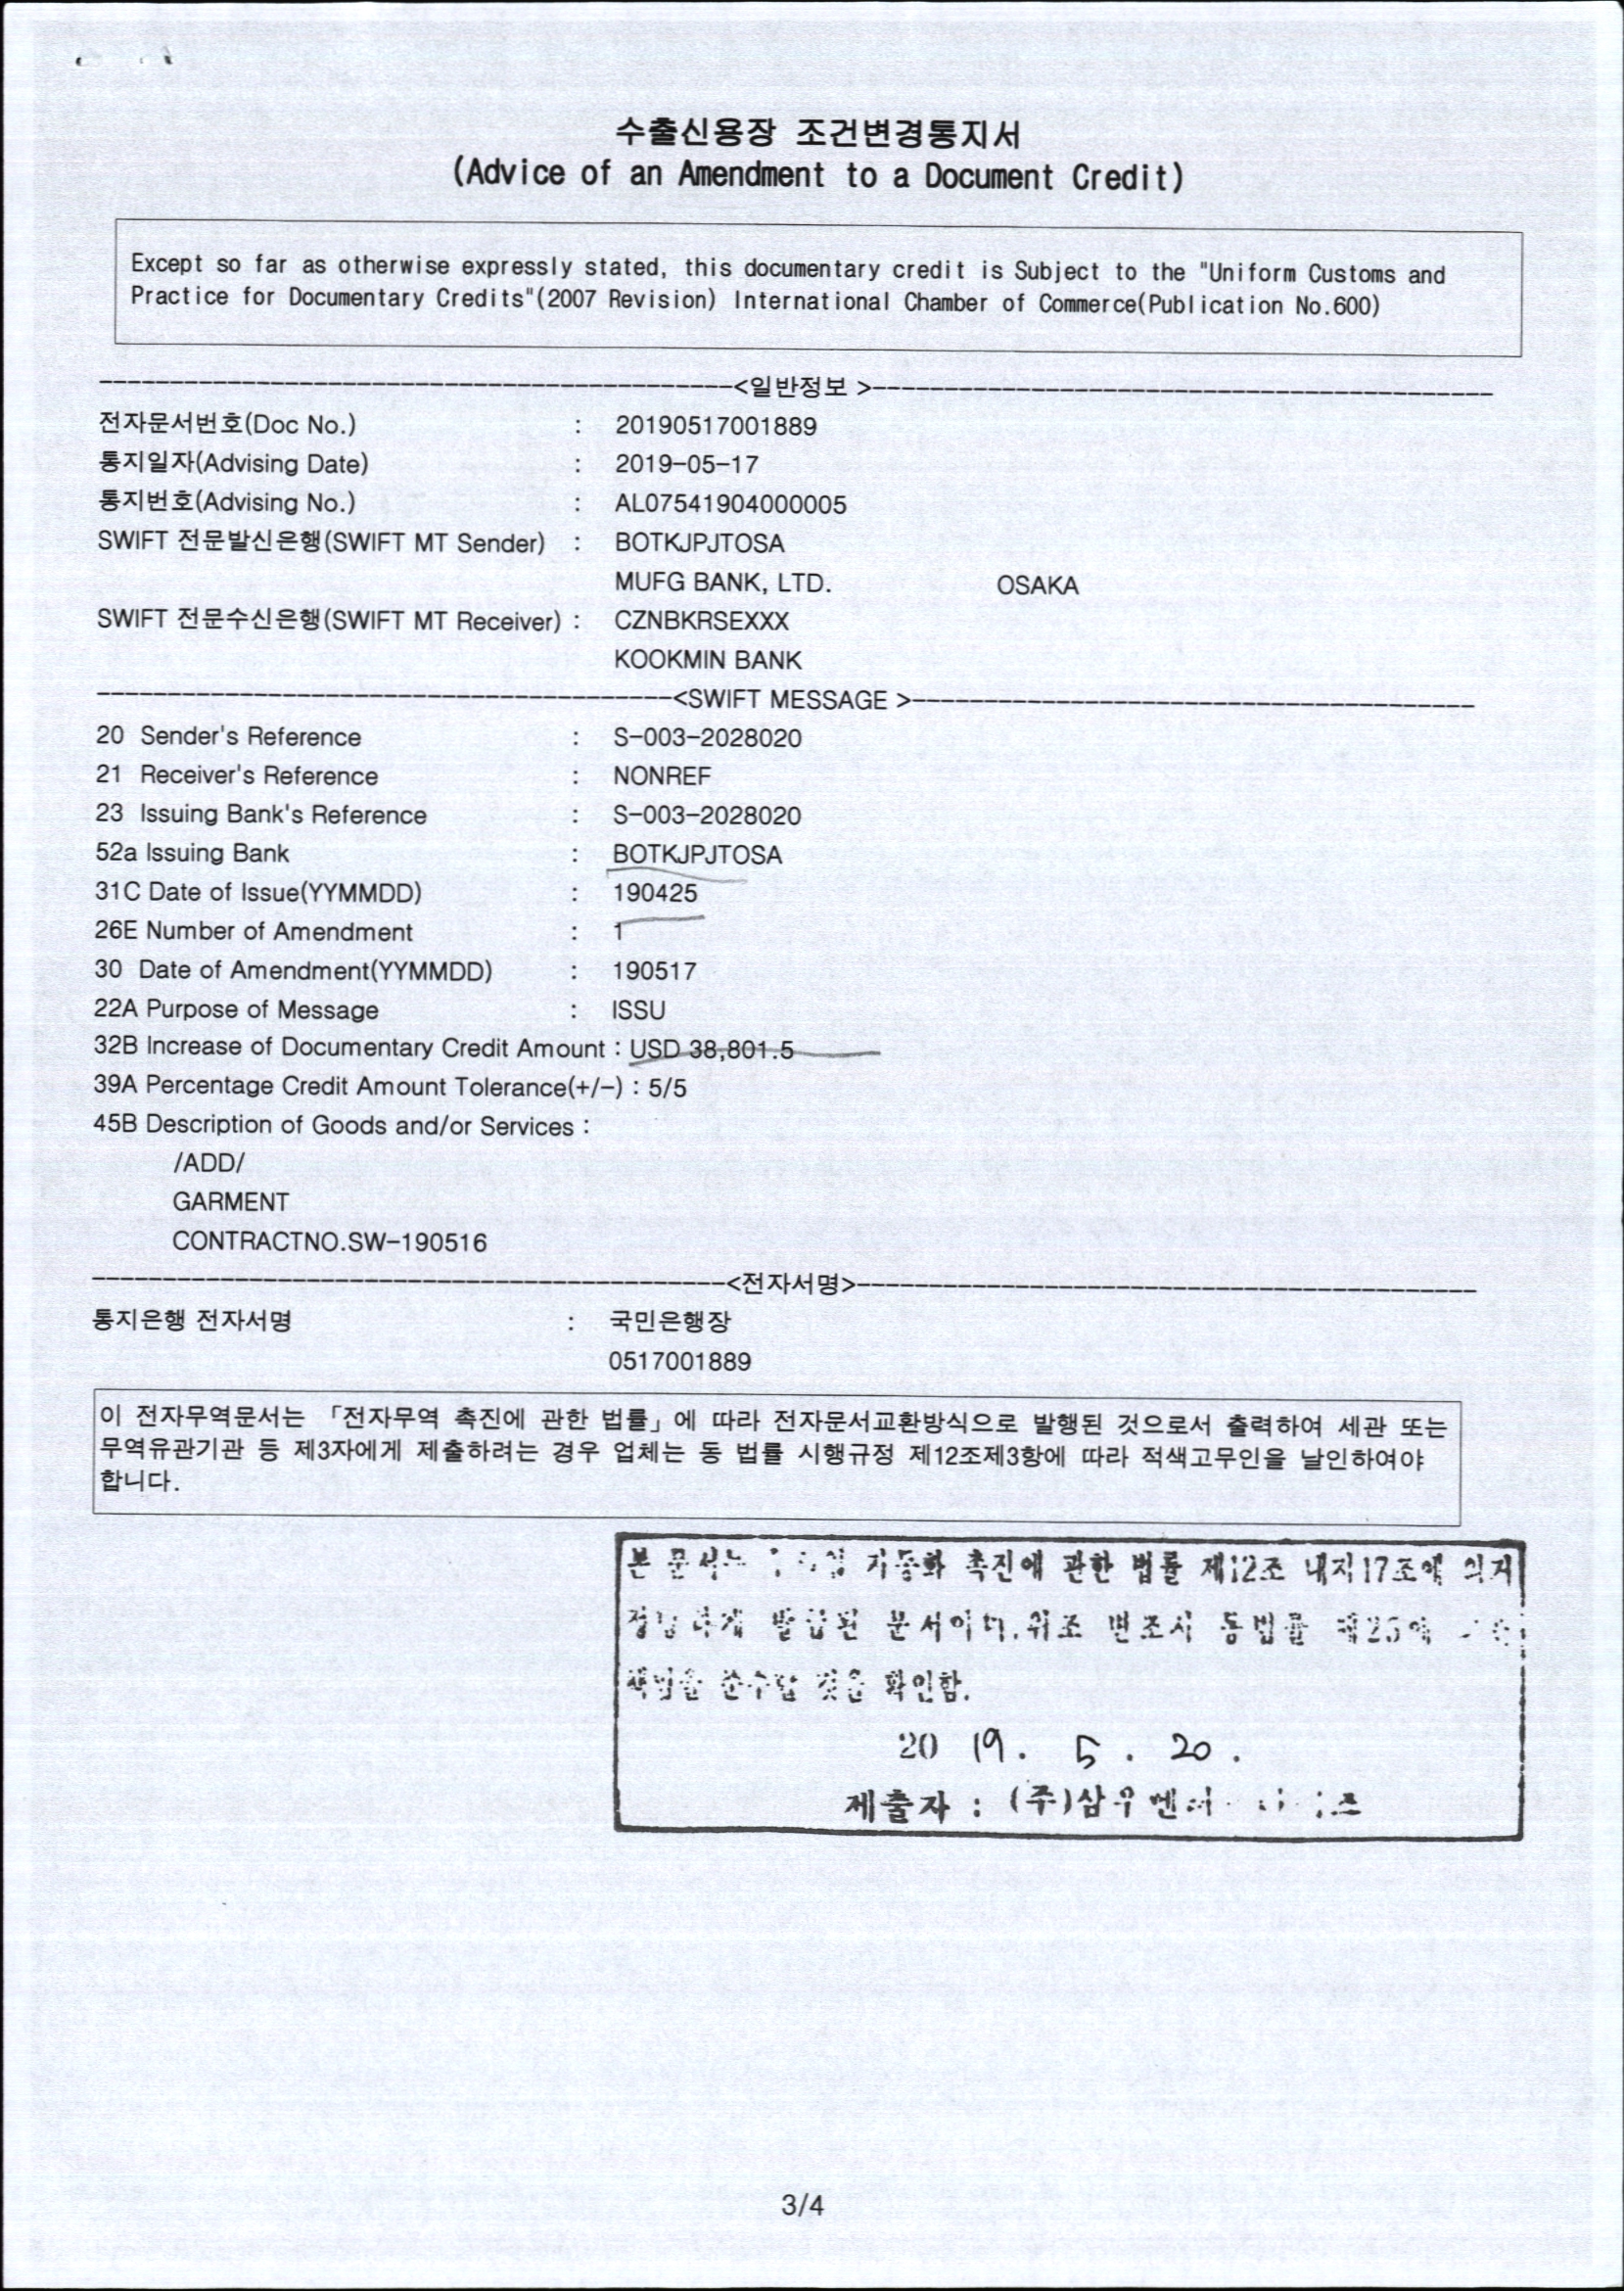 수출신용장 조건변경통지서
(Advice of an Amendment to a Document Credit)
Except so far as otherwise expressly stated, this documentary credit is Subject to the "Uniform Customs and
Practice for Documentary Credits"(2007 Revision) International Chamber of Commerce(Publication No.600)
<일반정보 >
전자문서번호(Doc No.) : 20190517001889
통지일자(Advising Date) : 2019-05-17
통지번호(Advising No.) : AL07541904000005
SWIFT 전문발신은행(SWIFT MT Sender) : BOTKJPJTOSA
MUFG BANK, LTD. OSAKA
SWIFT 전문수신은행(SWIFT MT Receiver) : CZNBKRSEXXX
KOOKMIN BANK
<SWIFT MESSAGE >
20 Sender's Reference : S-003-2028020
21 Receiver's Reference : NONREF
23 Issuing Bank's Reference : S-003-2028020
52a Issuing Bank : BOTKJPJTOSA
31C Date of Issue(YYMMDD) : 190425
26E Number of Amendment : 1
30 Date of Amendment(YYMMDD) : 190517
22A Purpose of Message : ISSU
32B Increase of Documentary Credit Amount : USD 38,801.5
39A Percentage Credit Amount Tolerance(+/-) : 5/5
45B Description of Goods and/or Services :
/ADD/
GARMENT
CONTRACTNO.SW-190516
<전자서명>
통지은행 전자서명 : 국민은행장
0517001889
이 전자무역문서는 「전자무역 촉진에 관한 법률」에 따라 전자문서교환방식으로 발행된 것으로서 출력하여 세관 또는
무역유관기관 등 제3자에게 제출하려는 경우 업체는 동 법률 시행규정 제12조제3항에 따라 적색고무인을 날인하여야
합니다.
본 문서는 자동화 촉진에 관한 법률 제12조 내지 17조에 의거
발급된 문서이며, 위조 변조시 동법률 제25에
준수할 것을 확인함.
20 19. 5. 20.
제출자 : (주)삼우
3/4